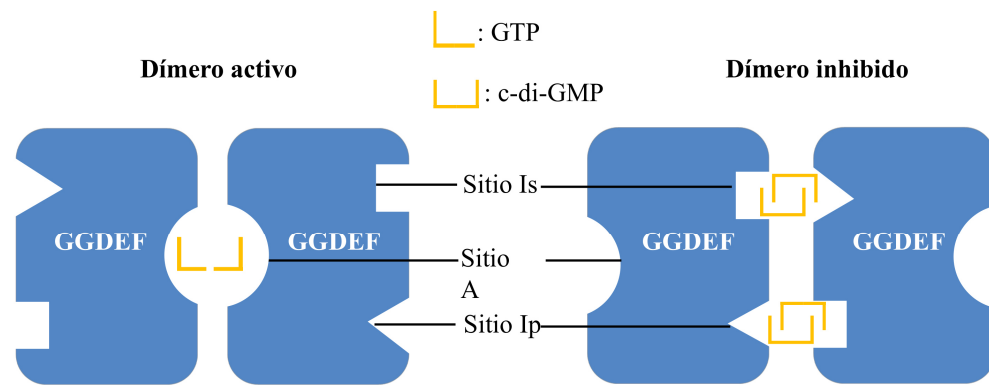 : GTP
Dímero activo
Dímero inhibido
: c-di-GMP
Sitio Is
GGDEF
GGDEF
GGDEF
GGDEF
Sitio
A
Sitio Ip